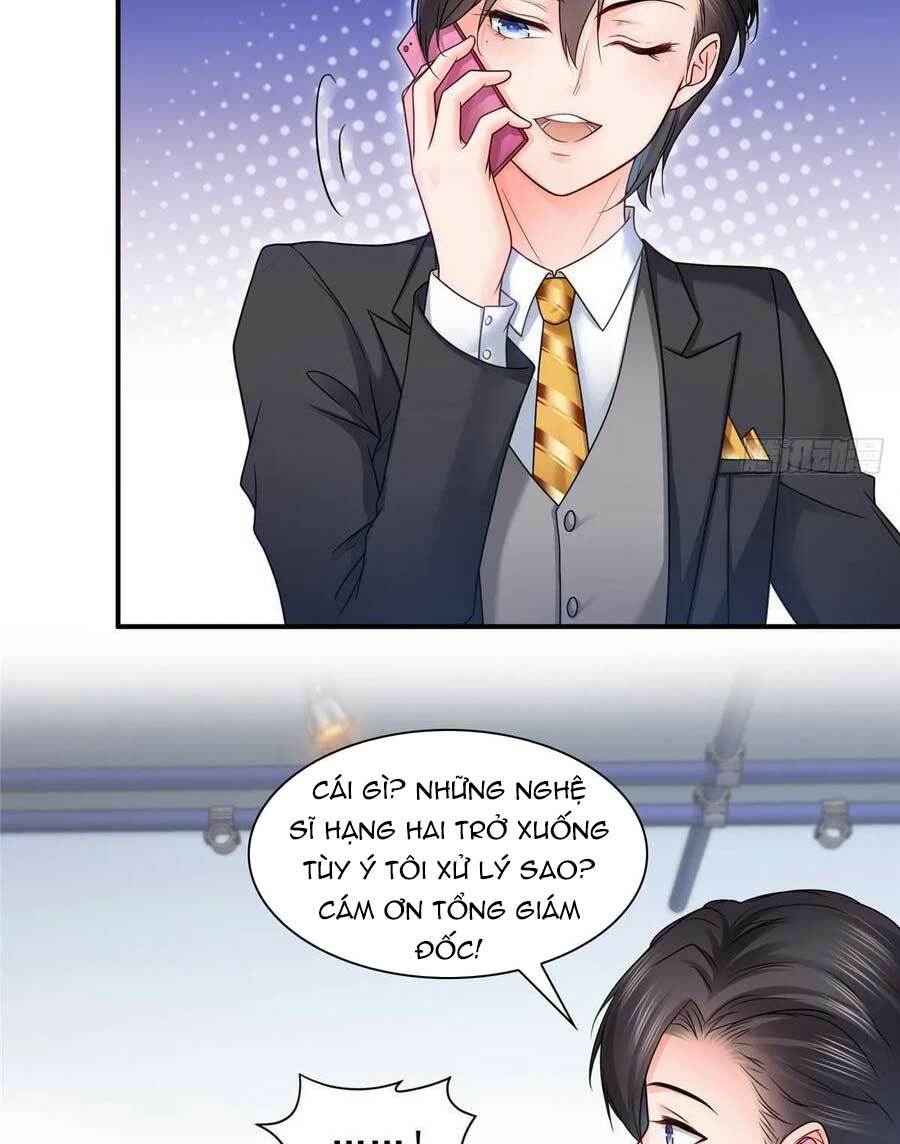 CÁI GÌ? NHỮNG NGHỆ
SĨ HẠNG HAI TRỞ XUỐNG
TÙY Ý TÔI XỬ LÝ SAO?
CÁM ƠN TỔNG GIÁM
ĐỐC!
......!